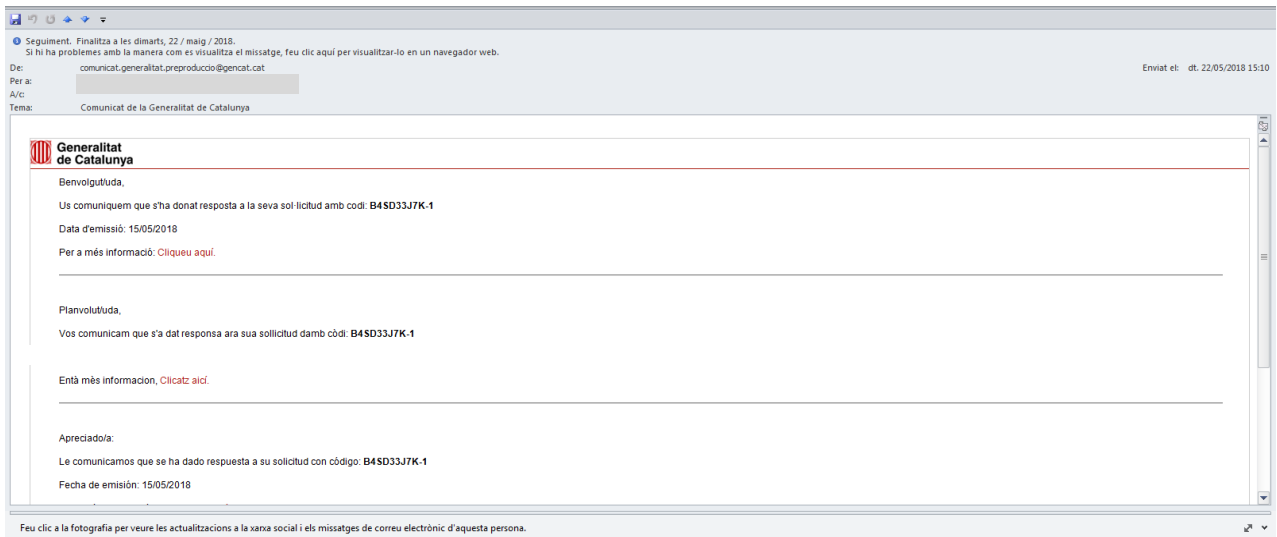 Seguiment. Finalitza a les dimarts, 22 / maig / 2018.
Si hi ha problemes amb la manera com es visualitza el missatge, feu clic aquí per visualitzar-lo en un navegador web.
De: comunicat.generalitat.preproduccio@gencat.cat Enviat el: dt. 22/05/2018 15:10
Per a:
A/c:
Tema: Comunicat de la Generalitat de Catalunya
Generalitat
de Catalunya
Benvolgut/uda,
Us comuniquem que s'ha donat resposta a la seva sol·licitud amb codi: B4SD33J7K-1
Data d'emissió: 15/05/2018
Per a més informació: Cliqueu aquí.
Planvolut/uda,
Vos comunicam que s'a dat responsa ara sua sollicitud damb còdi: B4SD33J7K-1
Entà mès informacion, Clicatz aicí.
Apreciado/a:
Le comunicamos que se ha dado respuesta a su solicitud con código: B4SD33J7K-1
Fecha de emisión: 15/05/2018
Feu clic a la fotografia per veure les actualitzacions a la xarxa social i els missatges de correu electrònic d'aquesta persona.